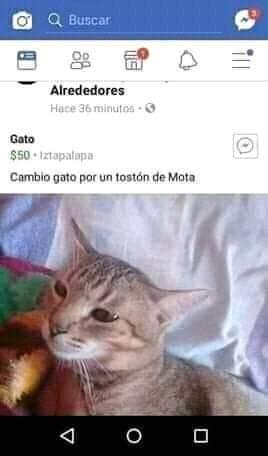 Buscar
Alrededores
Hace 36 minutos ·
Gato
$50 · Iztapalapa
Cambio gato por un tostón de Mota